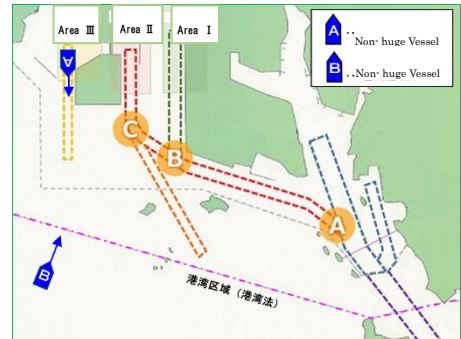 Area Ⅲ
Area Ⅱ
Area Ⅰ
A
‥Non-huge Vessel
B
‥Non-huge Vessel
A
C
B
A
B
港湾区域（港湾法）